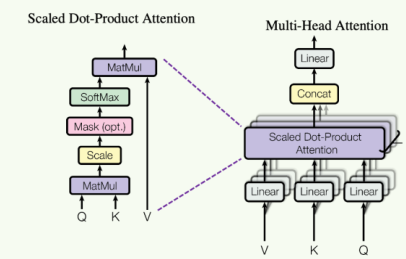 Scaled Dot-Product Attention
MatMul
SoftMax
Mask (opt.)
Scale
MatMul
Q K V
Multi-Head Attention
Linear
Concat
Scaled Dot-Product
Attention
Linear Linear Linear
V K Q